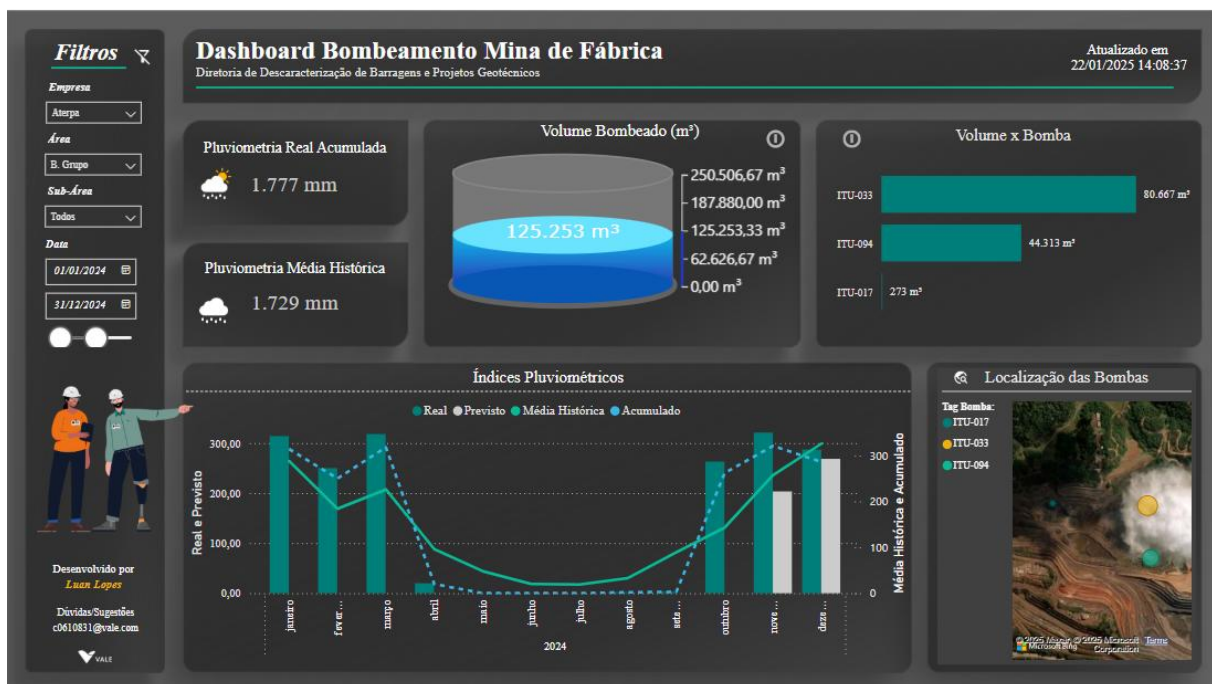 Filtros
Empresa
Aterpa
Área
B. Grupo
Sub-Área
Todos
Data
01/01/2024
31/12/2024
Desenvolvido por
Luan Lopes
Dúvidas/Sugestões
c0610831@vale.com
VALE
Dashboard Bombeamento Mina de Fábrica
Diretoria de Descaracterização de Barragens e Projetos Geotécnicos
Atualizado em
22/01/2025 14:08:37
Pluviometria Real Acumulada
1.777 mm
Pluviometria Média Histórica
1.729 mm
Volume Bombeado (m³)
125.253 m³
250.506,67 m³
187.880,00 m³
125.253,33 m³
62.626,67 m³
0,00 m³
Volume x Bomba
ITU-033
80.667 m³
ITU-094
44.313 m³
ITU-017
273 m³
Índices Pluviométricos
Real
Previsto
Média Histórica
Acumulado
Real e Previsto
300,00
200,00
100,00
0,00
300
200
100
0
Média Histórica e Acumulado
janeiro
fever...
março
abril
maio
junho
julho
agosto
sete...
outubro
nove...
deze...
2024
Localização das Bombas
Tag Bomba:
ITU-017
ITU-033
ITU-094
Microsoft Bing
© 2025 Microsoft Corporation
Terms